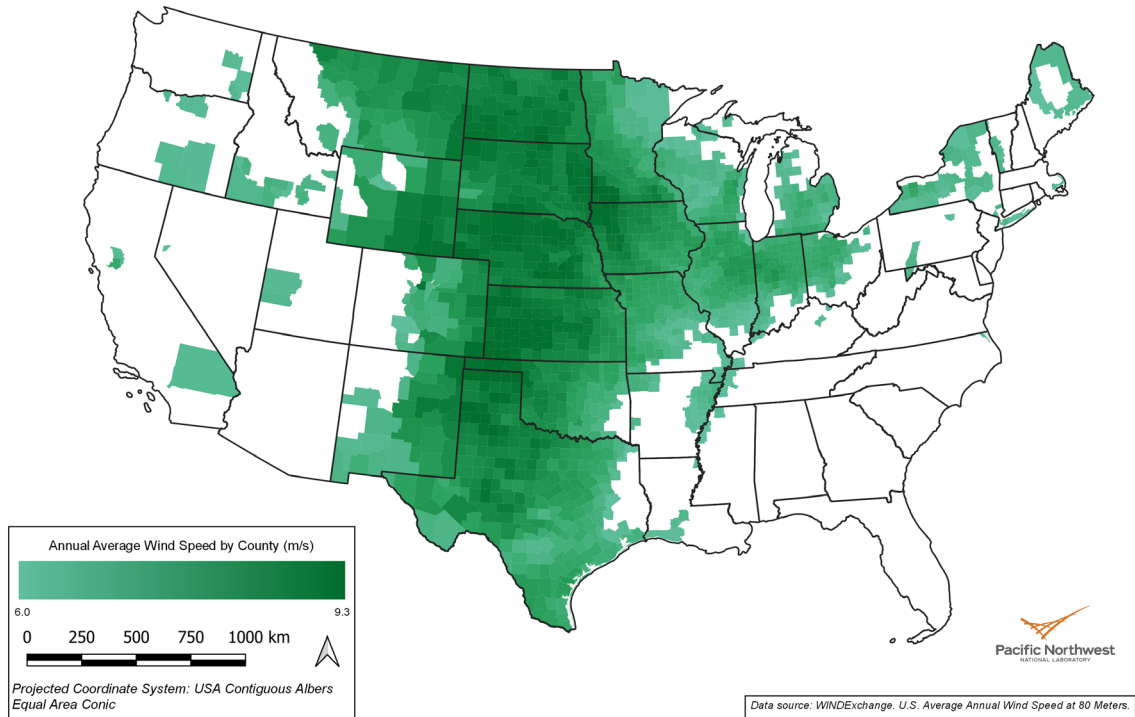 Annual Average Wind Speed by County (m/s)
6.0 9.3
0 250 500 750 1000 km
Projected Coordinate System: USA Contiguous Albers
Equal Area Conic
Pacific Northwest
NATIONAL LABORATORY
Data source: WINDExchange. U.S. Average Annual Wind Speed at 80 Meters.